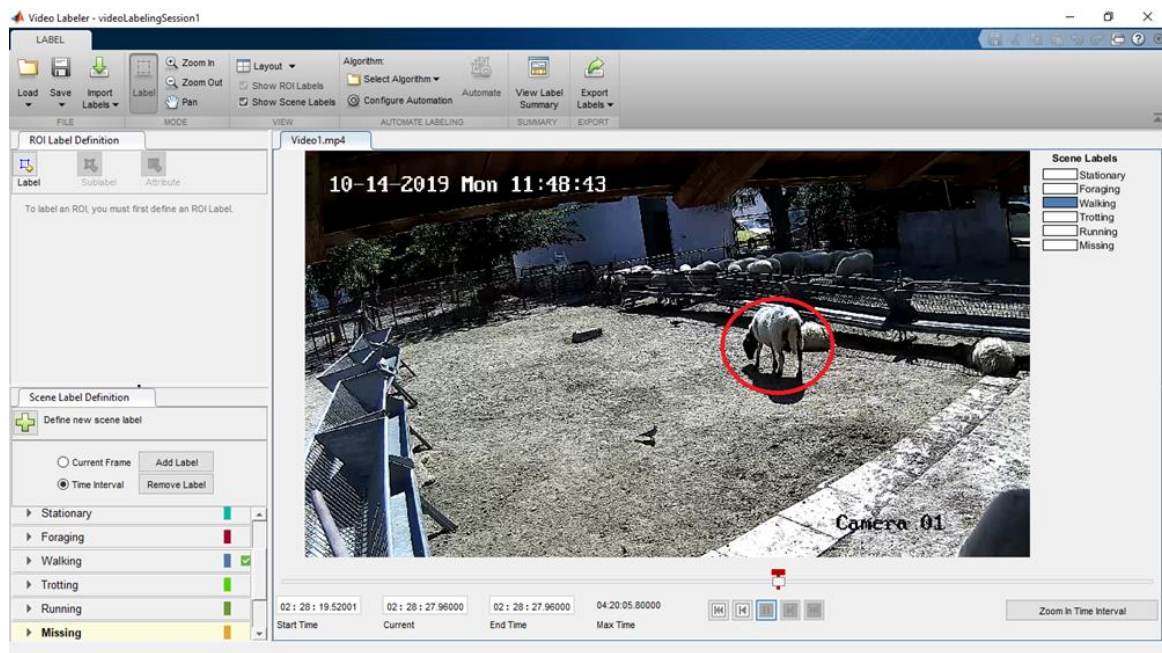 Video Labeler - videoLabelingSession1
LABEL
Load
Save
Import Labels
Label
Zoom In
Zoom Out
Pan
Layout
Show ROI Labels
Show Scene Labels
Algorithm:
Select Algorithm
Configure Automation
Automate
View Label Summary
Export Labels
FILE
MODE
VIEW
AUTOMATE LABELING
SUMMARY
EXPORT
ROI Label Definition
Label
Sublabel
Attribute
To label an ROI, you must first define an ROI Label.
Scene Label Definition
Define new scene label
Current Frame
Add Label
Time Interval
Remove Label
Stationary
Foraging
Walking
Trotting
Running
Missing
Video1.mp4
10-14-2019 Mon 11:48:43
Camera 01
Scene Labels
Stationary
Foraging
Walking
Trotting
Running
Missing
02 : 28 : 19.52001
02 : 28 : 27.96000
02 : 28 : 27.96000
04:20:05.80000
Start Time
Current
End Time
Max Time
Zoom In Time Interval